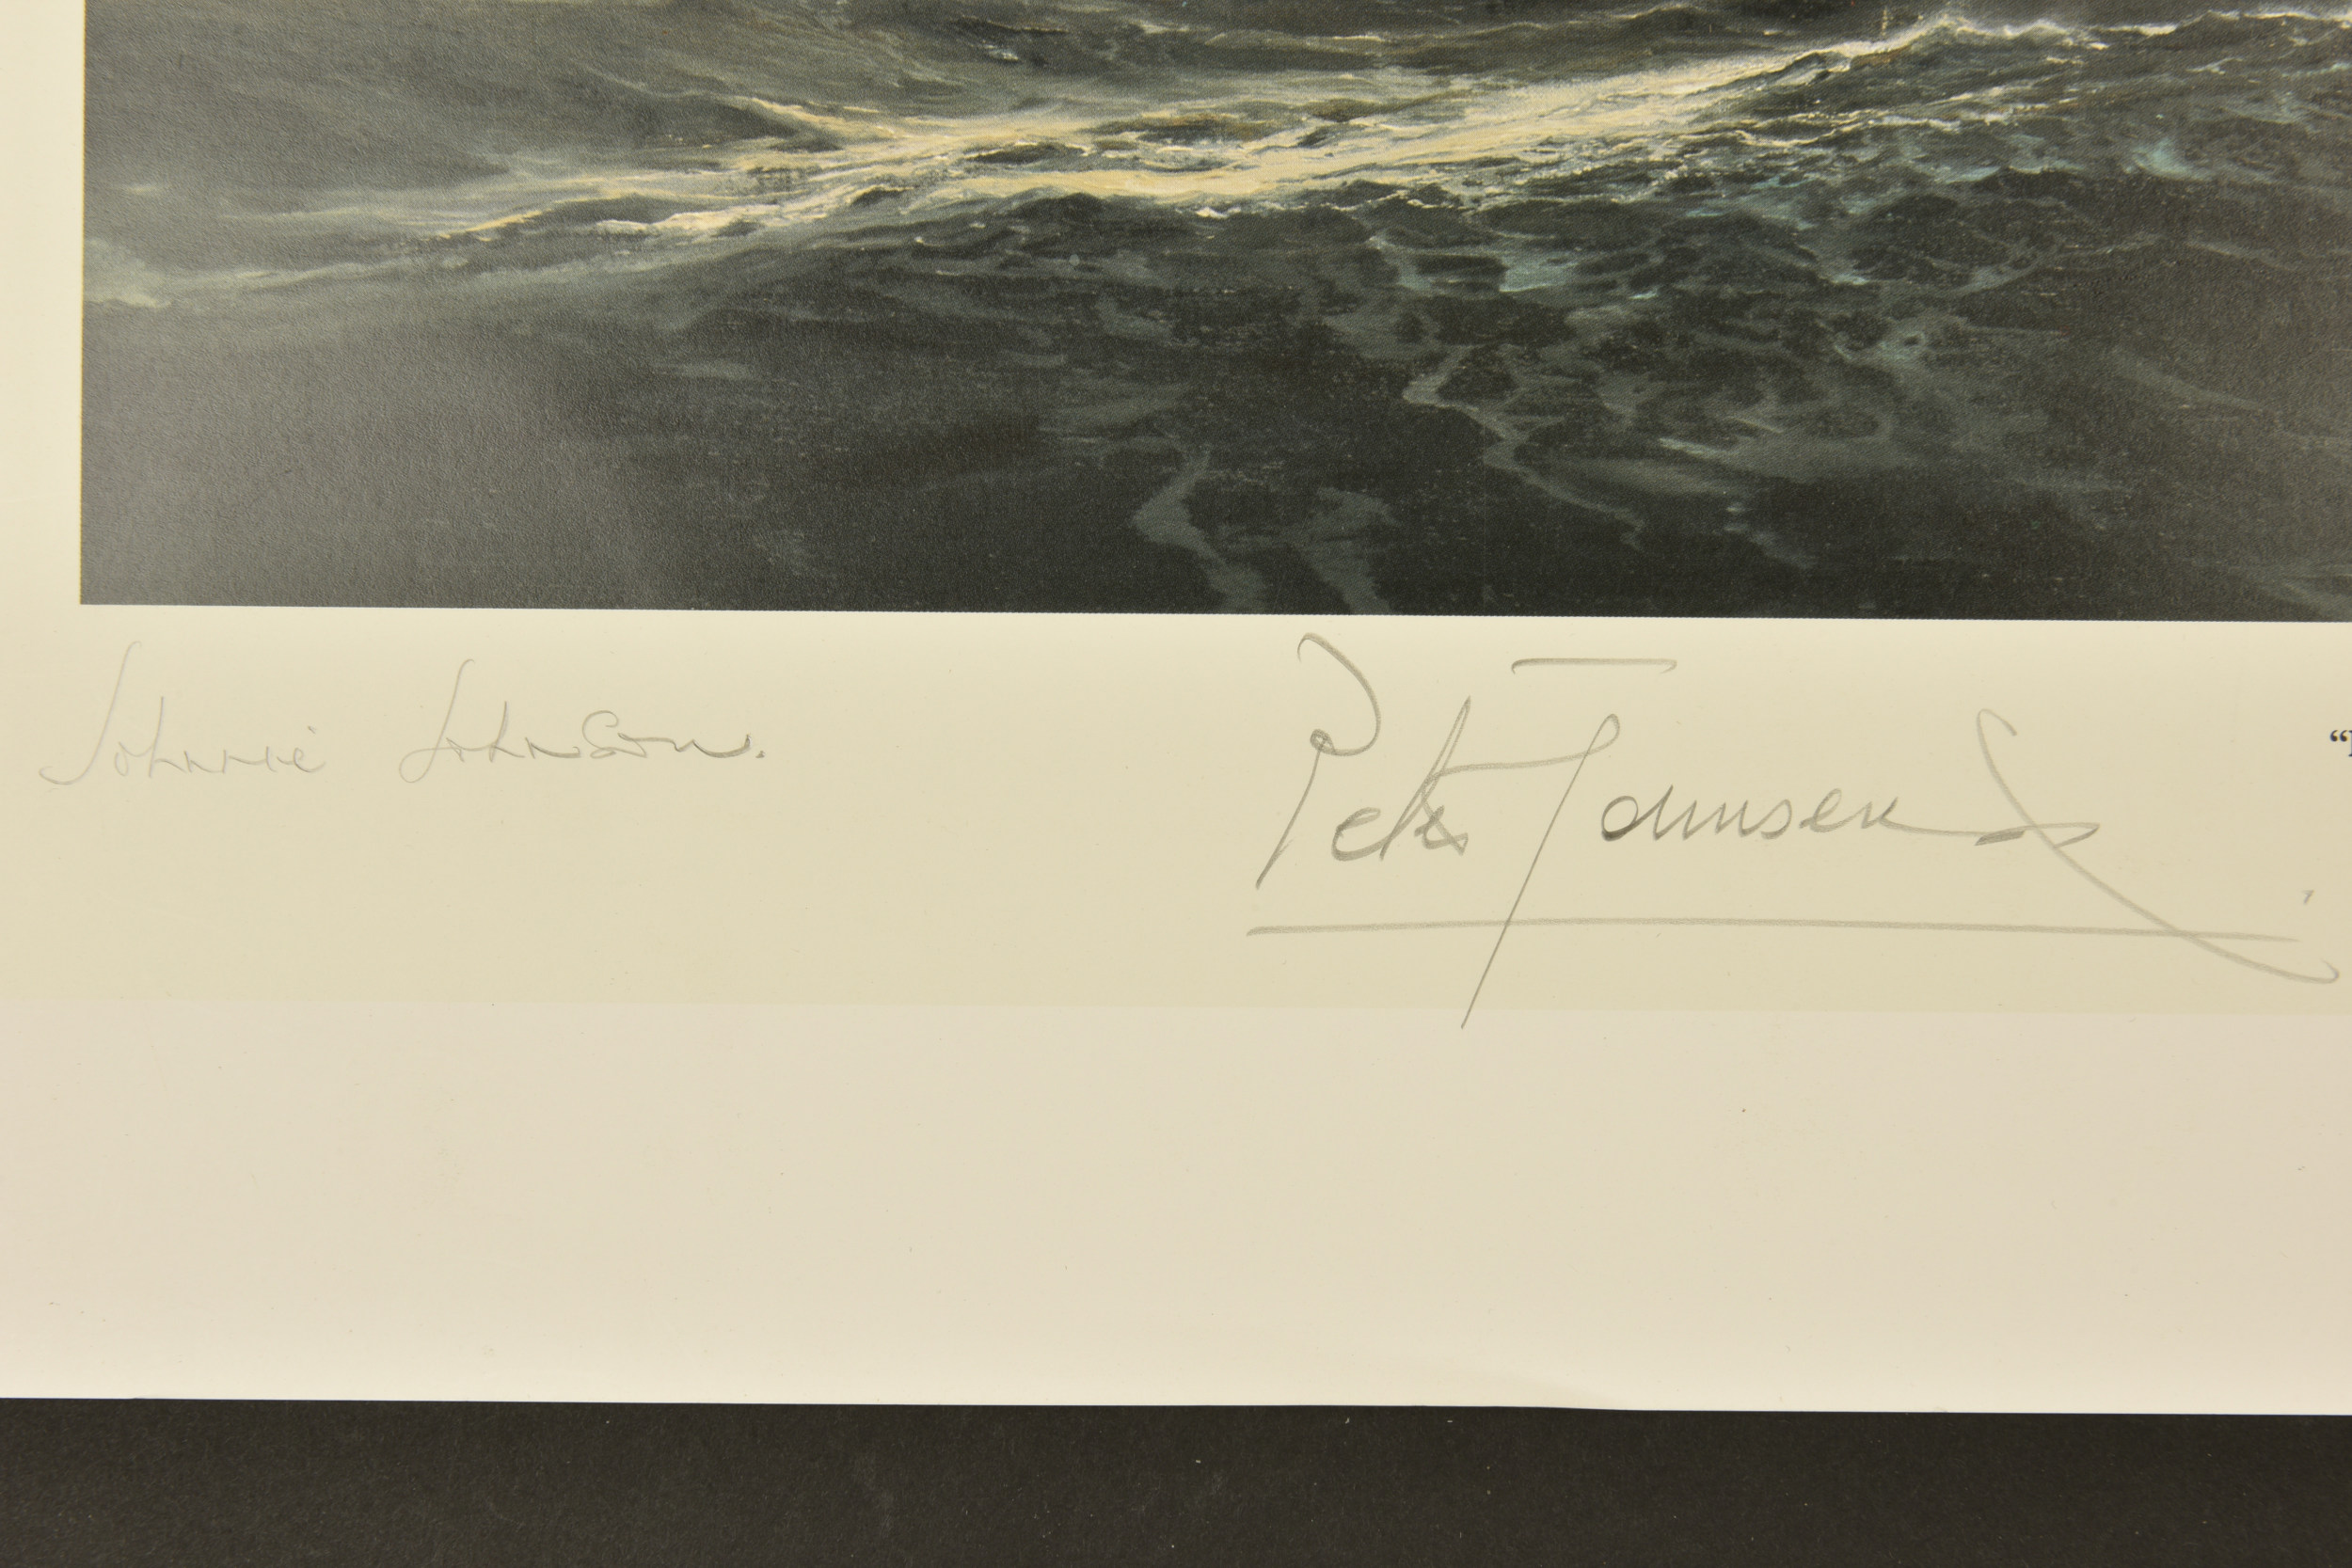 Johnnie Johnson.
Peter Townsend